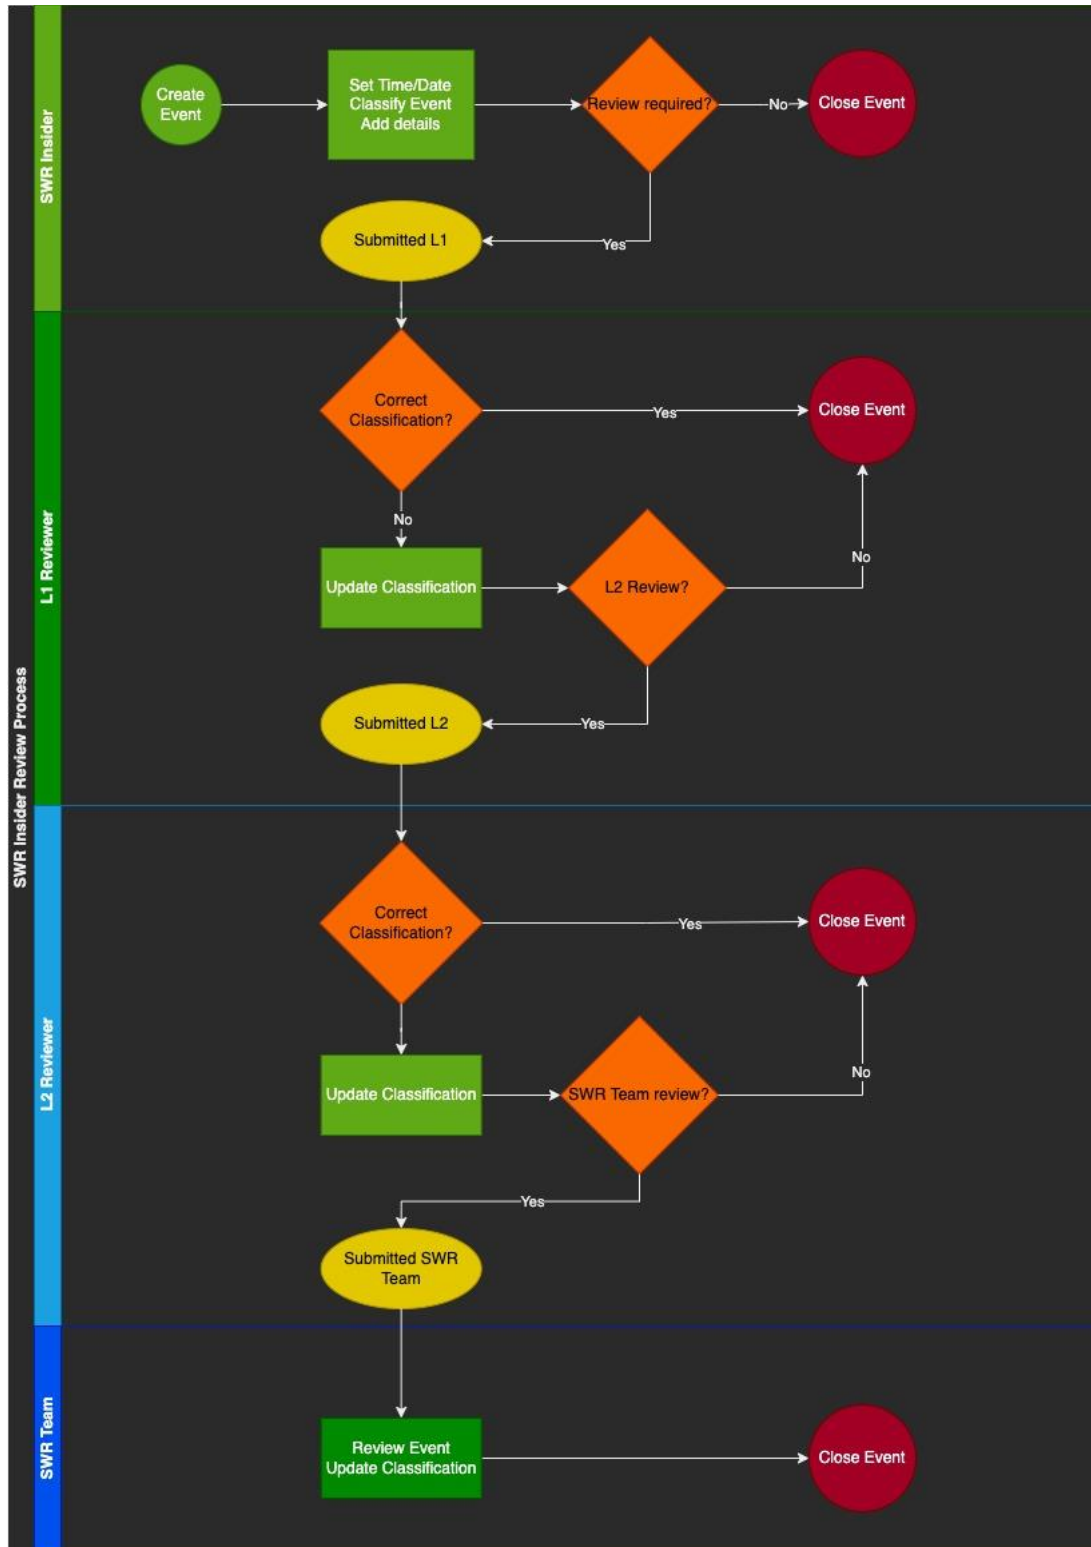 SWR Insider Review Process
SWR Insider
Create
Event
Set Time/Date
Classify Event
Add details
Review required?
No
Close Event
Yes
Submitted L1
L1 Reviewer
Correct
Classification?
Yes
Close Event
No
Update Classification
L2 Review?
No
Yes
Submitted L2
L2 Reviewer
Correct
Classification?
Yes
Close Event
Update Classification
SWR Team review?
No
Yes
Submitted SWR
Team
SWR Team
Review Event
Update Classification
Close Event